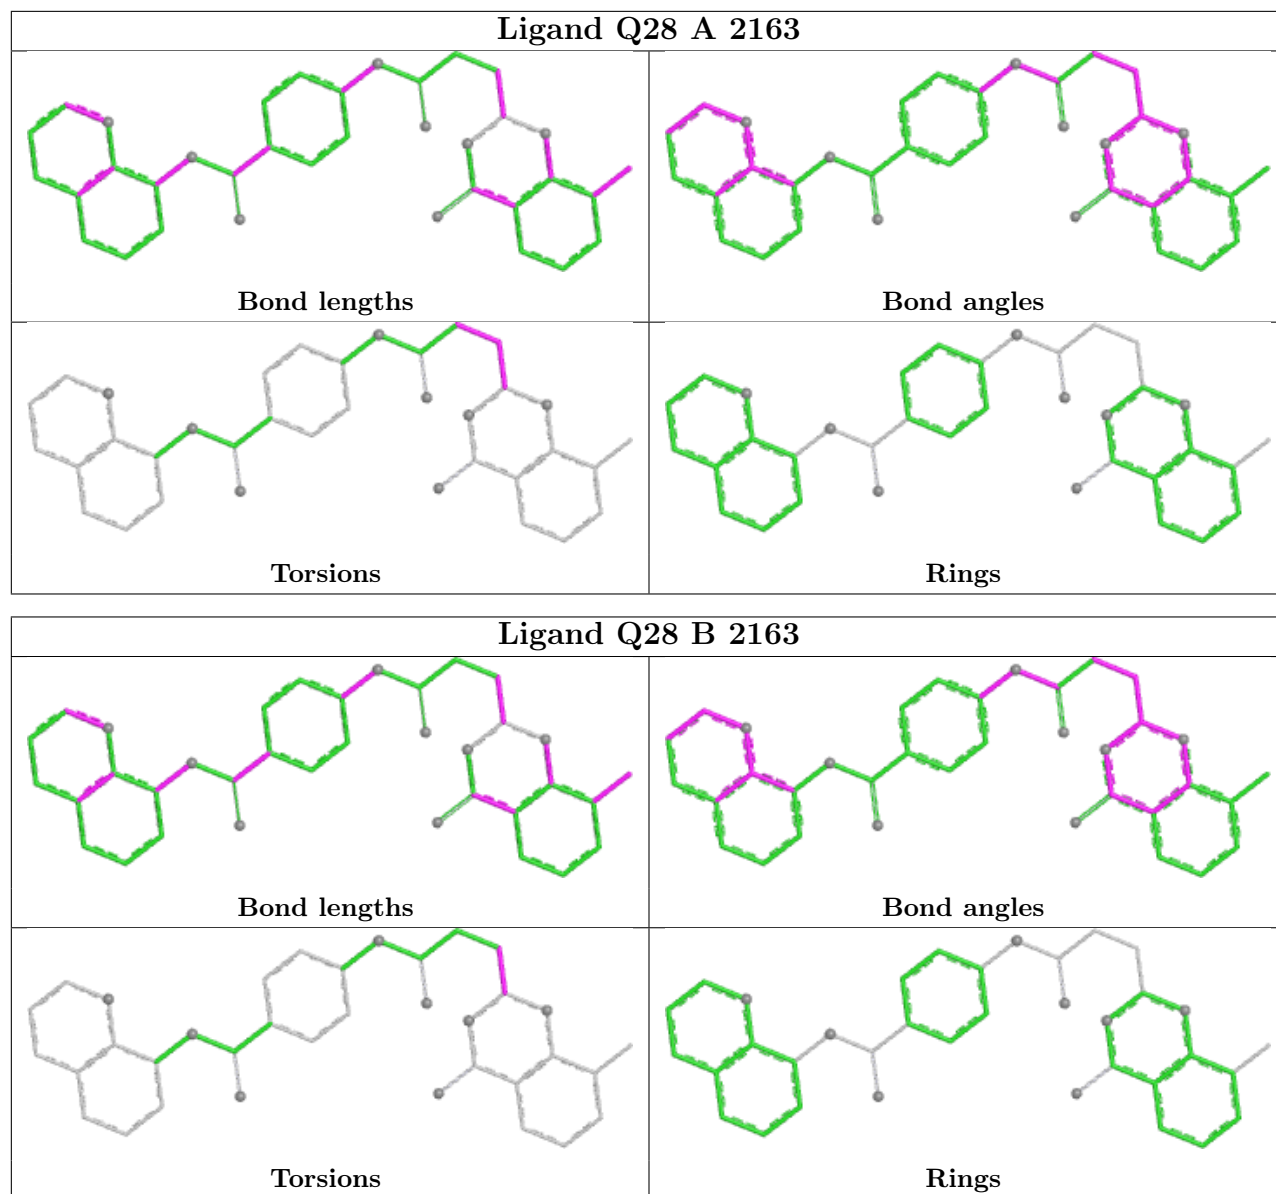 Ligand Q28 A 2163
Bond lengths
Bond angles
Torsions
Rings
Ligand Q28 B 2163
Bond lengths
Bond angles
Torsions
Rings